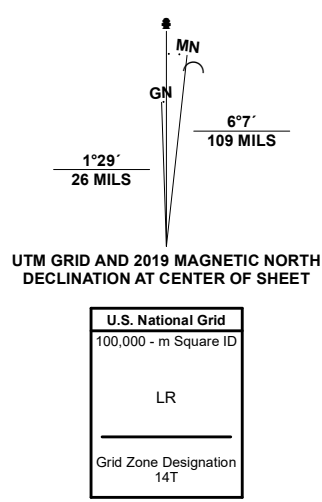 MN
GN
6°7´
109 MILS
1°29´
26 MILS
UTM GRID AND 2019 MAGNETIC NORTH
DECLINATION AT CENTER OF SHEET
U.S. National Grid
100,000 - m Square ID
LR
Grid Zone Designation
14T